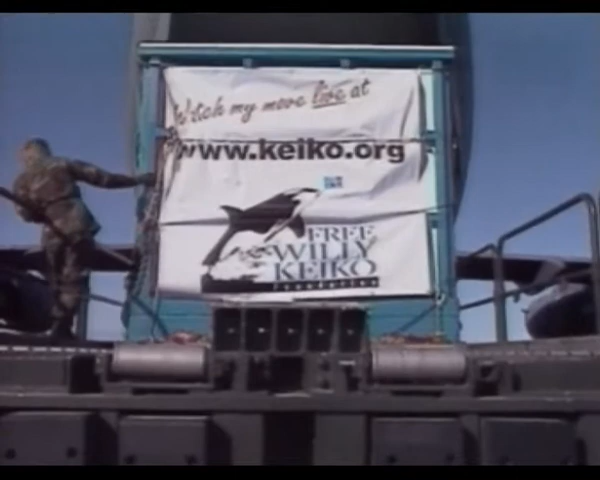 Watch my move live at
www.keiko.org
FREE
WILLY
KEIKO
Foundation